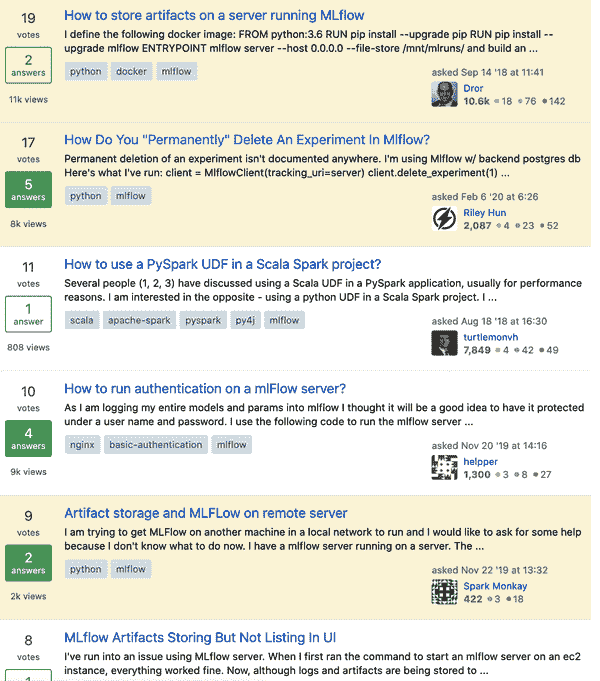 19
votes
2
answers
11k views
How to store artifacts on a server running MLflow
I define the following docker image: FROM python:3.6 RUN pip install --upgrade pip RUN pip install --
upgrade mlflow ENTRYPOINT mlflow server --host 0.0.0.0 --file-store /mnt/mlruns/ and build an ...
python docker mlflow
asked Sep 14 '18 at 11:41
Dror
10.6k 18 76 142
17
votes
5
answers
8k views
How Do You "Permanently" Delete An Experiment In Mlflow?
Permanent deletion of an experiment isn't documented anywhere. I'm using Mlflow w/ backend postgres db
Here's what I've run: client = MlflowClient(tracking_uri=server) client.delete_experiment(1) ...
python mlflow
asked Feb 6 '20 at 6:26
Riley Hun
2,087 4 23 52
11
votes
1
answer
808 views
How to use a PySpark UDF in a Scala Spark project?
Several people (1, 2, 3) have discussed using a Scala UDF in a PySpark application, usually for performance
reasons. I am interested in the opposite - using a python UDF in a Scala Spark project. I ...
scala apache-spark pyspark py4j mlflow
asked Aug 18 '18 at 16:30
turtlemonvh
7,649 4 42 49
10
votes
4
answers
9k views
How to run authentication on a mlFlow server?
As I am logging my entire models and params into mlflow I thought it will be a good idea to have it protected
under a user name and password. I use the following code to run the mlflow server ...
nginx basic-authentication mlflow
asked Nov 20 '19 at 14:16
helpper
1,300 3 8 27
9
votes
2
answers
2k views
Artifact storage and MLFLow on remote server
I am trying to get MLFlow on another machine in a local network to run and I would like to ask for some help
because I don't know what to do now. I have a mlflow server running on a server. The ...
python mlflow
asked Nov 22 '19 at 13:32
Spark Monkay
422 3 18
8
votes
MLflow Artifacts Storing But Not Listing In UI
I've run into an issue using MLflow server. When I first ran the command to start an mlflow server on an ec2
instance, everything worked fine. Now, although logs and artifacts are being stored to ...